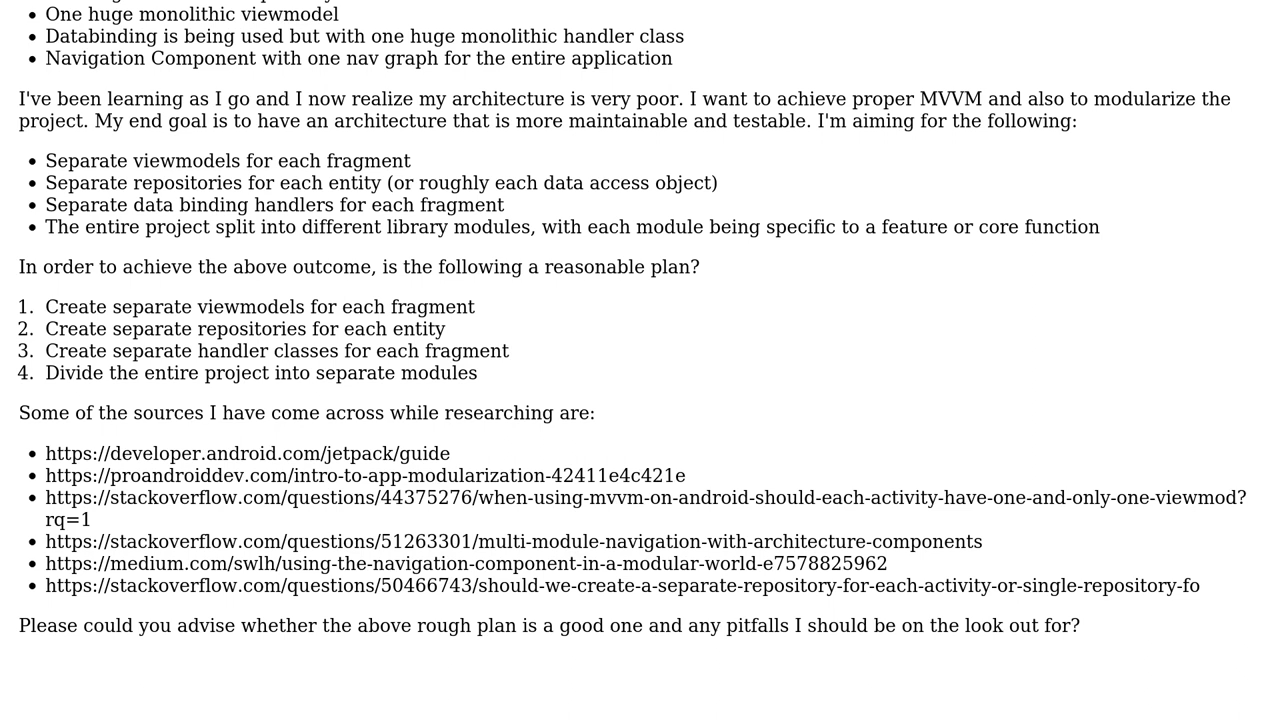 One huge monolithic viewmodel
Databinding is being used but with one huge monolithic handler class
Navigation Component with one nav graph for the entire application
I've been learning as I go and I now realize my architecture is very poor. I want to achieve proper MVVM and also to modularize the
project. My end goal is to have an architecture that is more maintainable and testable. I'm aiming for the following:
Separate viewmodels for each fragment
Separate repositories for each entity (or roughly each data access object)
Separate data binding handlers for each fragment
The entire project split into different library modules, with each module being specific to a feature or core function
In order to achieve the above outcome, is the following a reasonable plan?
1. Create separate viewmodels for each fragment
2. Create separate repositories for each entity
3. Create separate handler classes for each fragment
4. Divide the entire project into separate modules
Some of the sources I have come across while researching are:
https://developer.android.com/jetpack/guide
https://proandroiddev.com/intro-to-app-modularization-42411e4c421e
https://stackoverflow.com/questions/44375276/when-using-mvvm-on-android-should-each-activity-have-one-and-only-one-viewmod?
rq=1
https://stackoverflow.com/questions/51263301/multi-module-navigation-with-architecture-components
https://medium.com/swlh/using-the-navigation-component-in-a-modular-world-e7578825962
https://stackoverflow.com/questions/50466743/should-we-create-a-separate-repository-for-each-activity-or-single-repository-fo
Please could you advise whether the above rough plan is a good one and any pitfalls I should be on the look out for?